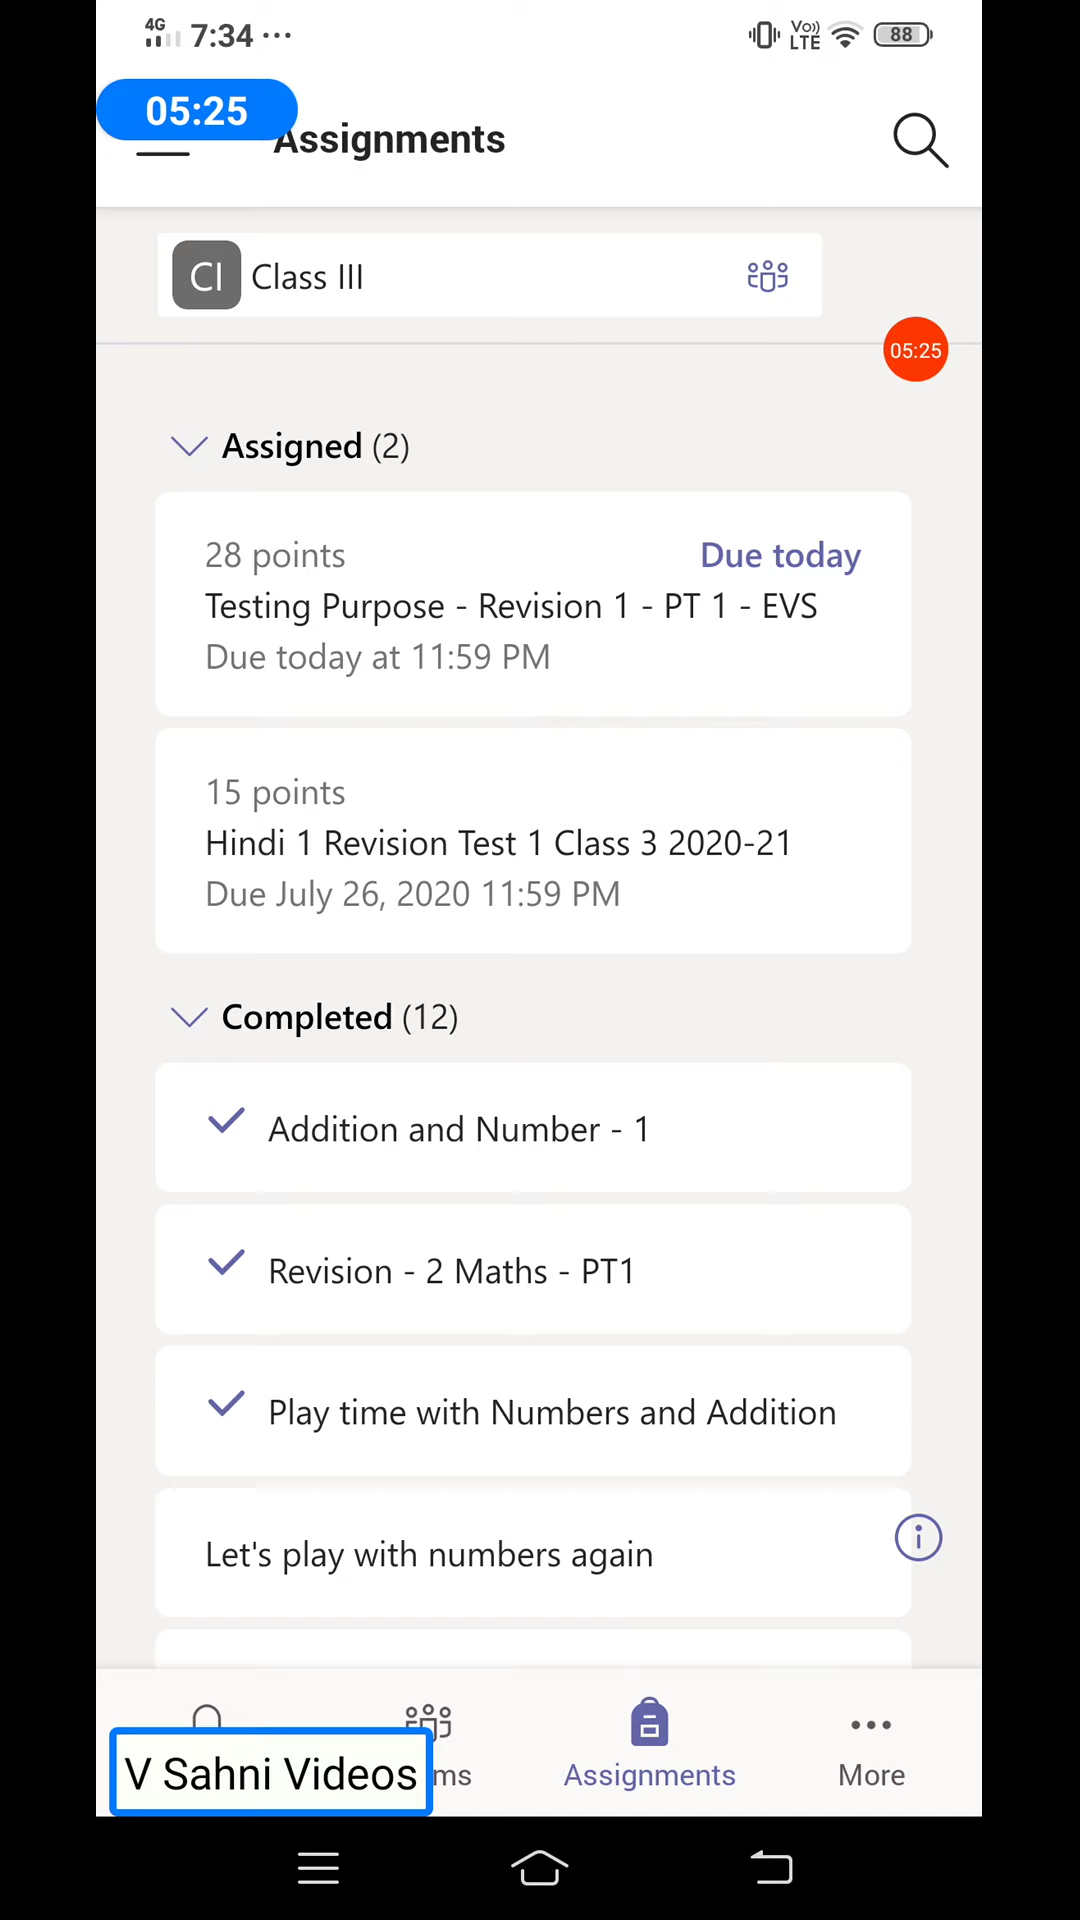 4G 7:34 ··· Vo)) LTE 88
05:25
Assignments
CI Class III
05:25
Assigned (2)
28 points Due today
Testing Purpose - Revision 1 - PT 1 - EVS
Due today at 11:59 PM
15 points
Hindi 1 Revision Test 1 Class 3 2020-21
Due July 26, 2020 11:59 PM
Completed (12)
Addition and Number - 1
Revision - 2 Maths - PT1
Play time with Numbers and Addition
Let's play with numbers again
V Sahni Videos ms Assignments More